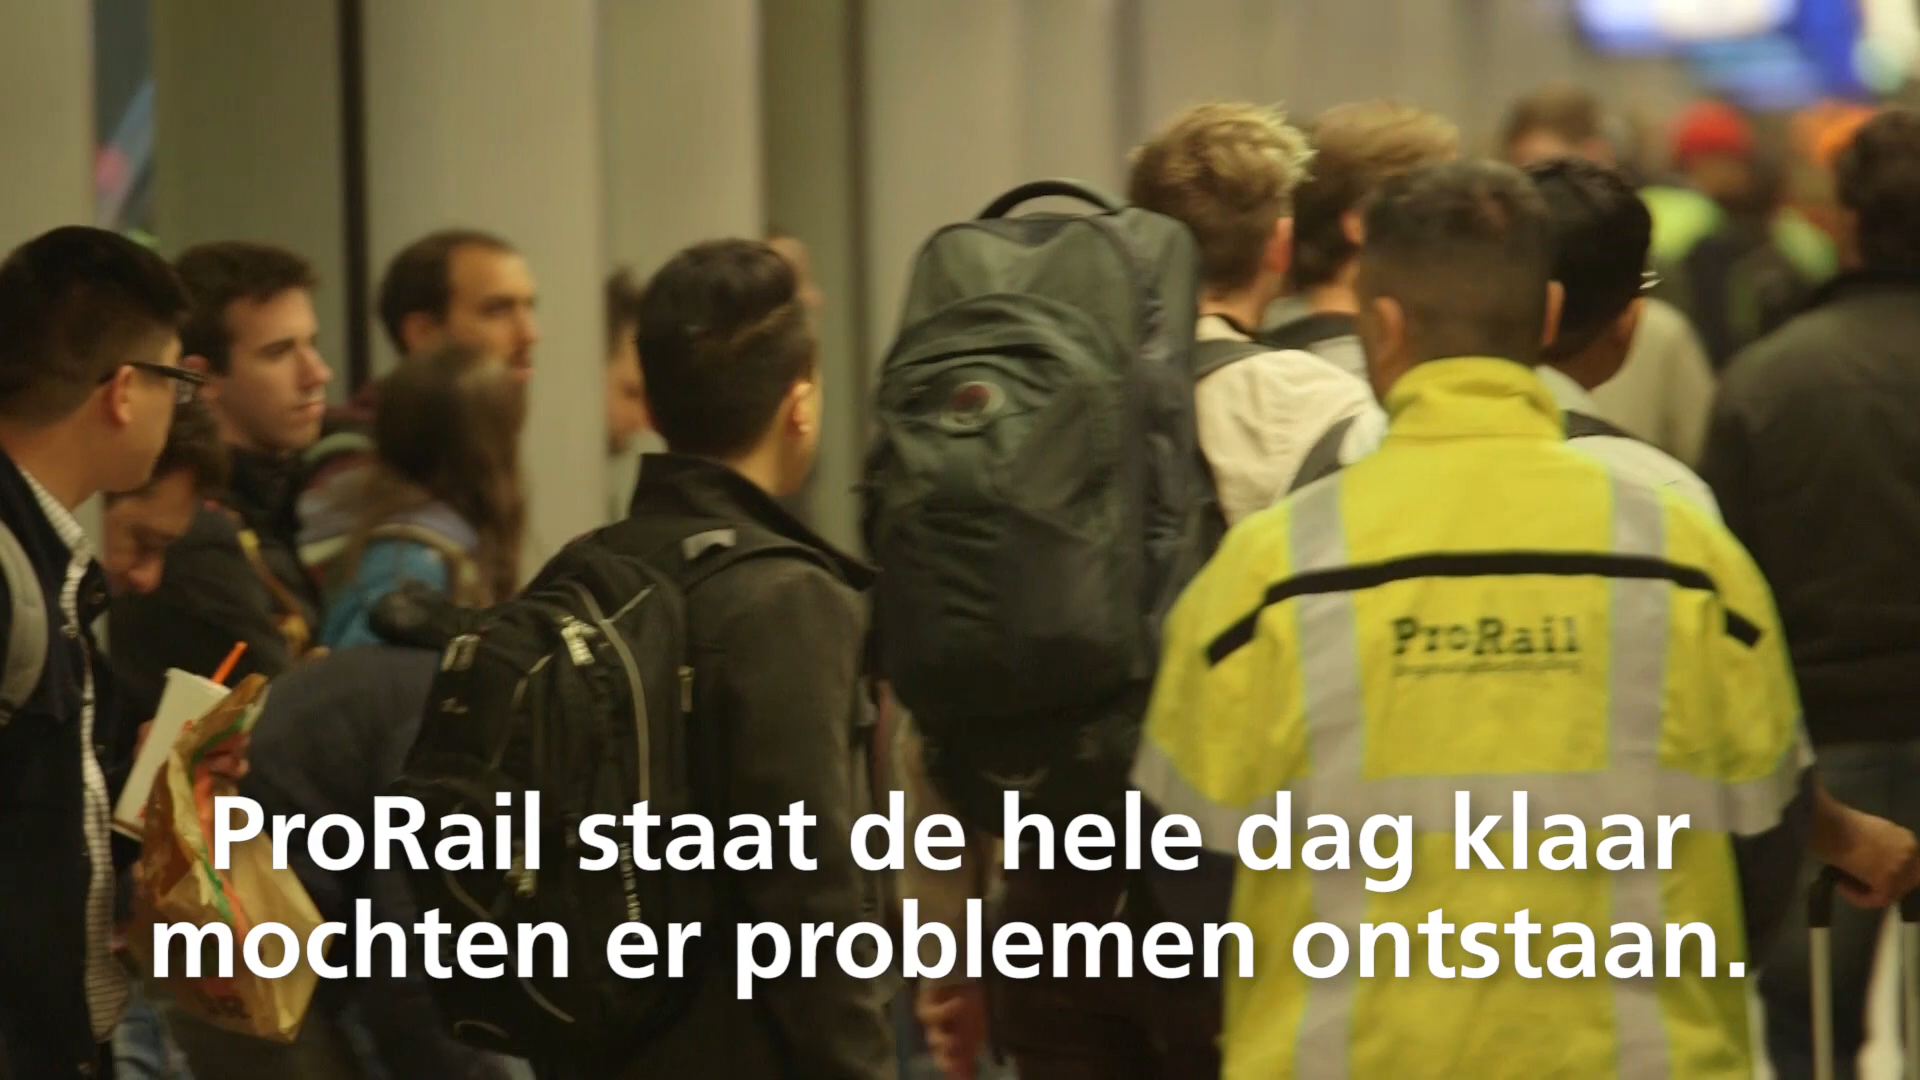 ProRail
ProRail staat de hele dag klaar
mochten er problemen ontstaan.